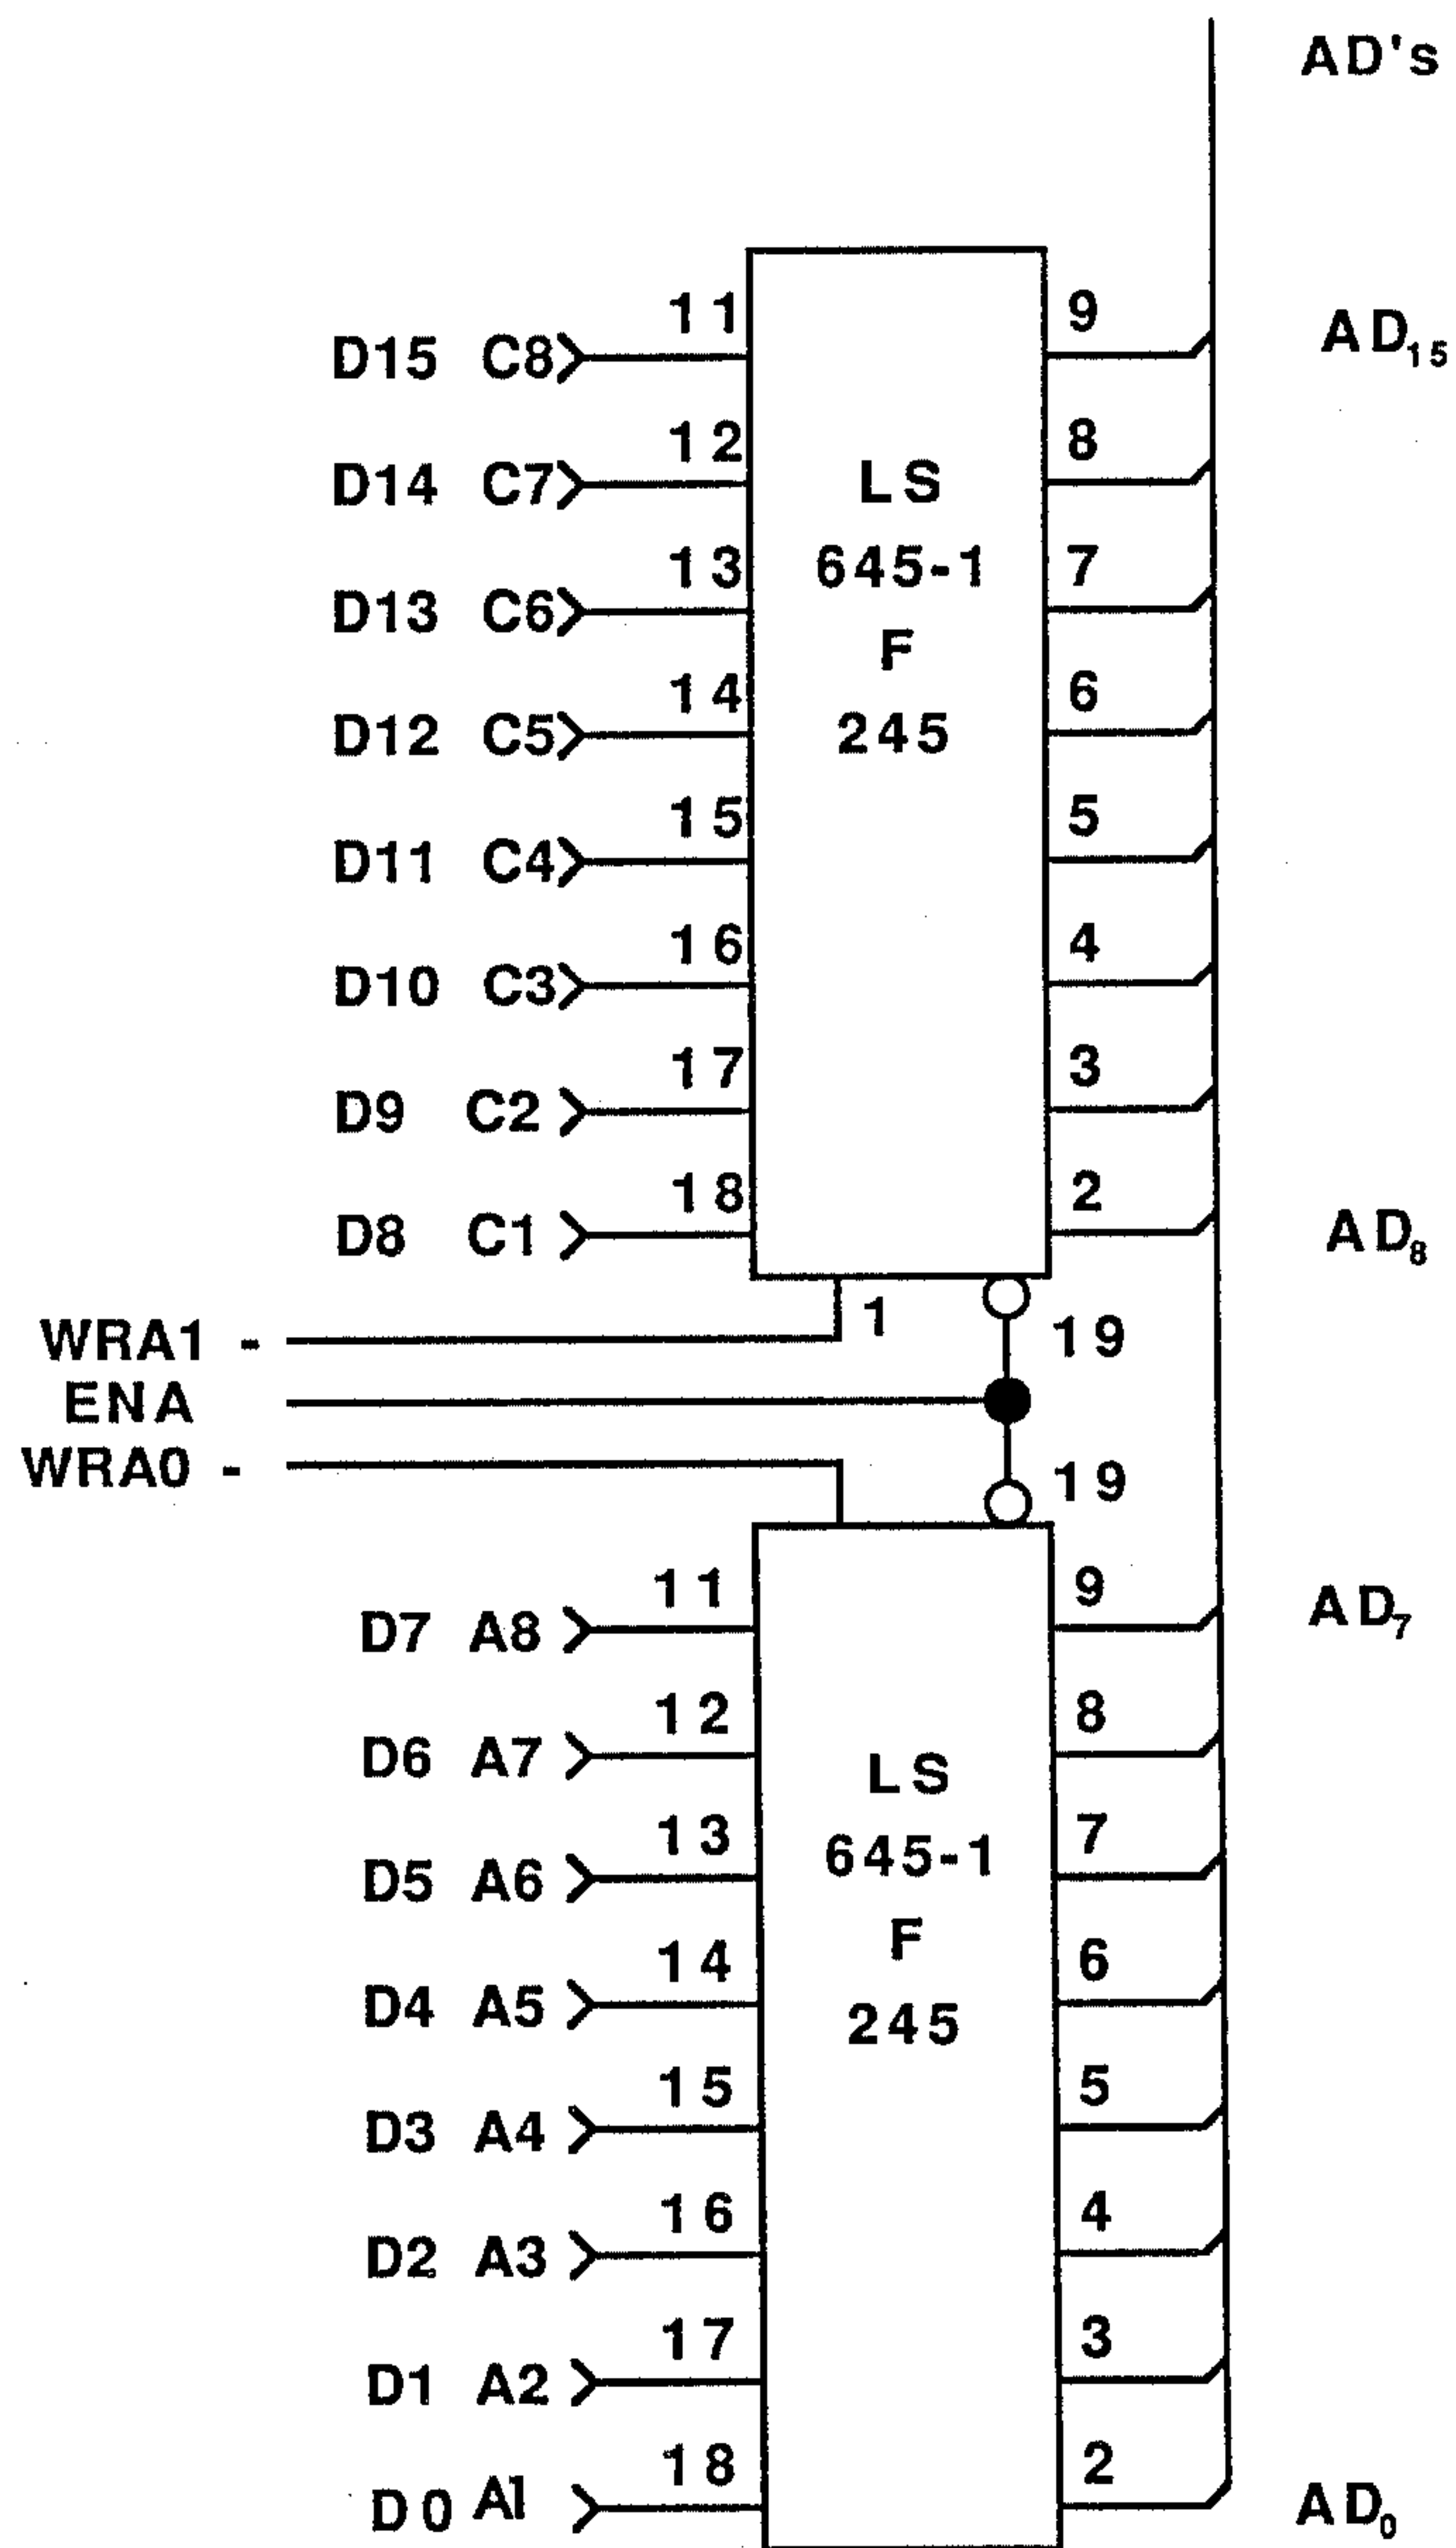 AD's
11 9
D15 C8 AD15
12 8
D14 C7
LS
13 7
645-1
D13 C6
F
14 6
D12 C5
245
15 5
D11 C4
16 4
D10 C3
17 3
D9 C2
18 2
D8 C1 AD8
1
WRA1 - 19
ENA
WRA0 - 19
11 9
D7 A8 AD7
12 8
D6 A7
LS
13 7
645-1
D5 A6
F
14 6
D4 A5
245
15 5
D3 A4
16 4
D2 A3
17 3
D1 A2
18 2
D0 A1 AD0